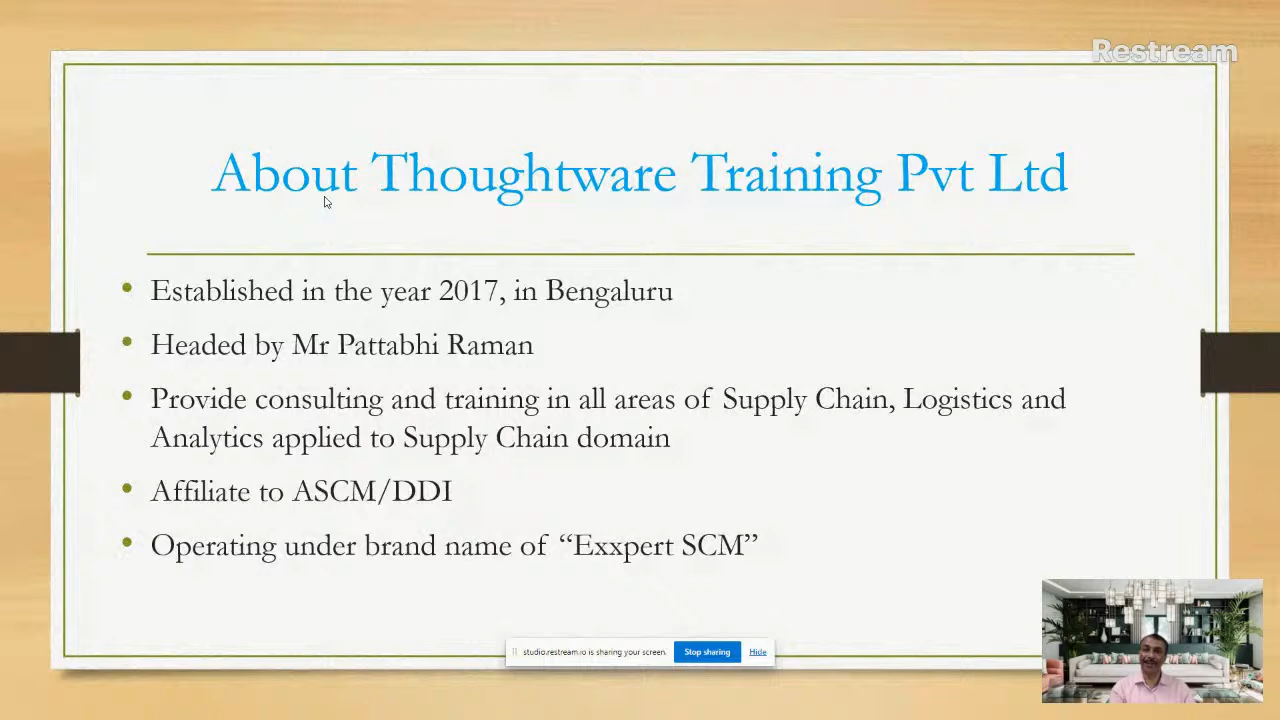 Restream
About Thoughtware Training Pvt Ltd
• Established in the year 2017, in Bengaluru
• Headed by Mr Pattabhi Raman
• Provide consulting and training in all areas of Supply Chain, Logistics and
Analytics applied to Supply Chain domain
• Affiliate to ASCM/DDI
• Operating under brand name of “Exxpert SCM”
studio.restream.io is sharing your screen. Stop sharing Hide